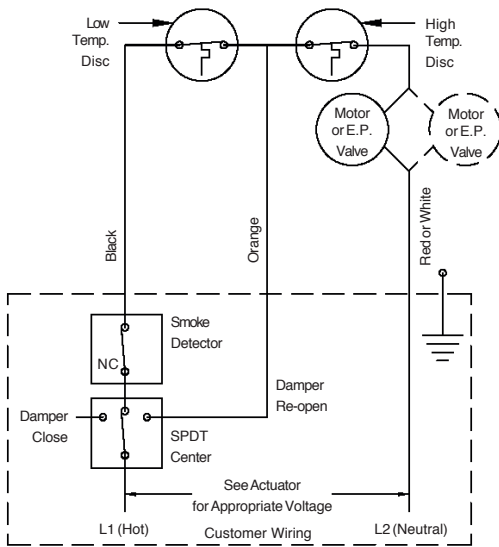 Low
Temp.
Disc
High
Temp.
Disc
Motor
or E.P.
Valve
Motor
or E.P.
Valve
Black
Orange
Red or White
Smoke
Detector
NC
Damper
Re-open
Damper
Close
SPDT
Center
See Actuator
for Appropriate Voltage
L1 (Hot)
Customer Wiring
L2 (Neutral)